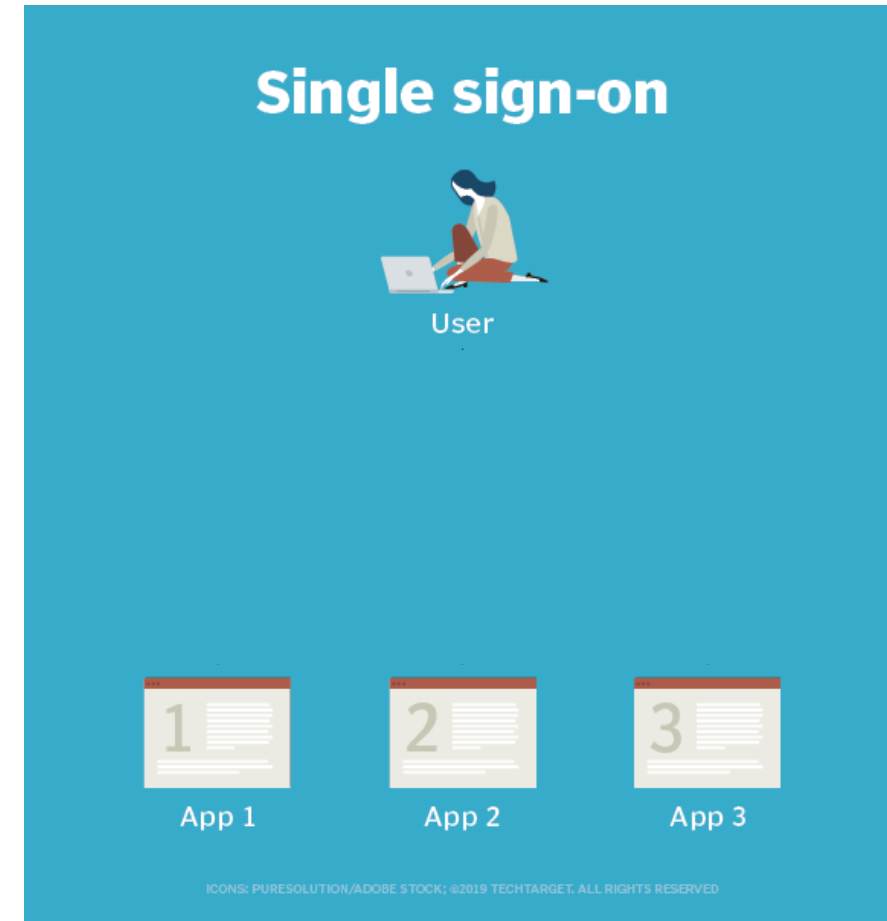 Single sign-on
User
1
2
3
App 1
App 2
App 3
ICONS: PURESOLUTION/ADOBE STOCK; ©2019 TECHTARGET. ALL RIGHTS RESERVED